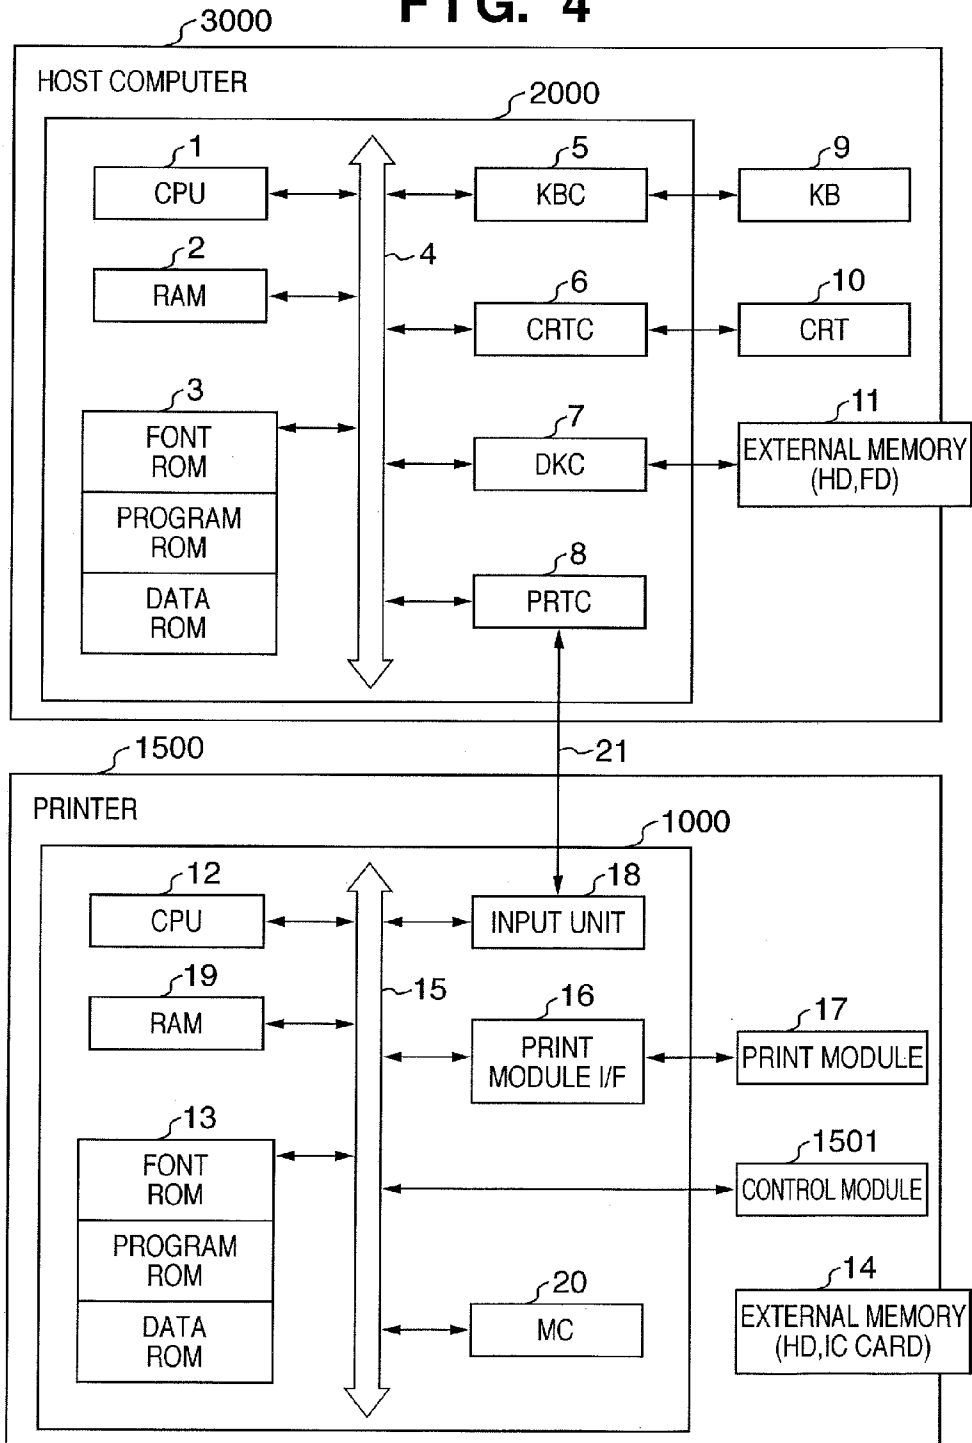 FIG. 4
3000
HOST COMPUTER
2000
1
CPU
5
KBC
9
KB
2
RAM
4
6
CRTC
10
CRT
3
FONT
ROM
PROGRAM
ROM
DATA
ROM
7
DKC
11
EXTERNAL MEMORY
(HD,FD)
8
PRTC
21
1500
PRINTER
1000
12
CPU
18
INPUT UNIT
19
RAM
15
16
PRINT
MODULE I/F
17
PRINT MODULE
13
FONT
ROM
PROGRAM
ROM
DATA
ROM
1501
CONTROL MODULE
20
MC
14
EXTERNAL MEMORY
(HD,IC CARD)